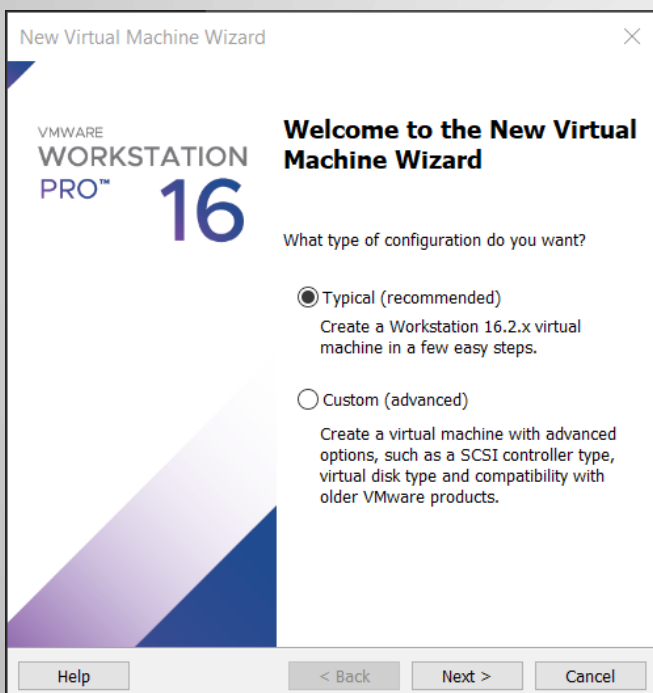 New Virtual Machine Wizard
VMWARE
WORKSTATION
PRO™ 16
Welcome to the New Virtual
Machine Wizard
What type of configuration do you want?
Typical (recommended)
Create a Workstation 16.2.x virtual
machine in a few easy steps.
Custom (advanced)
Create a virtual machine with advanced
options, such as a SCSI controller type,
virtual disk type and compatibility with
older VMware products.
Help < Back Next > Cancel